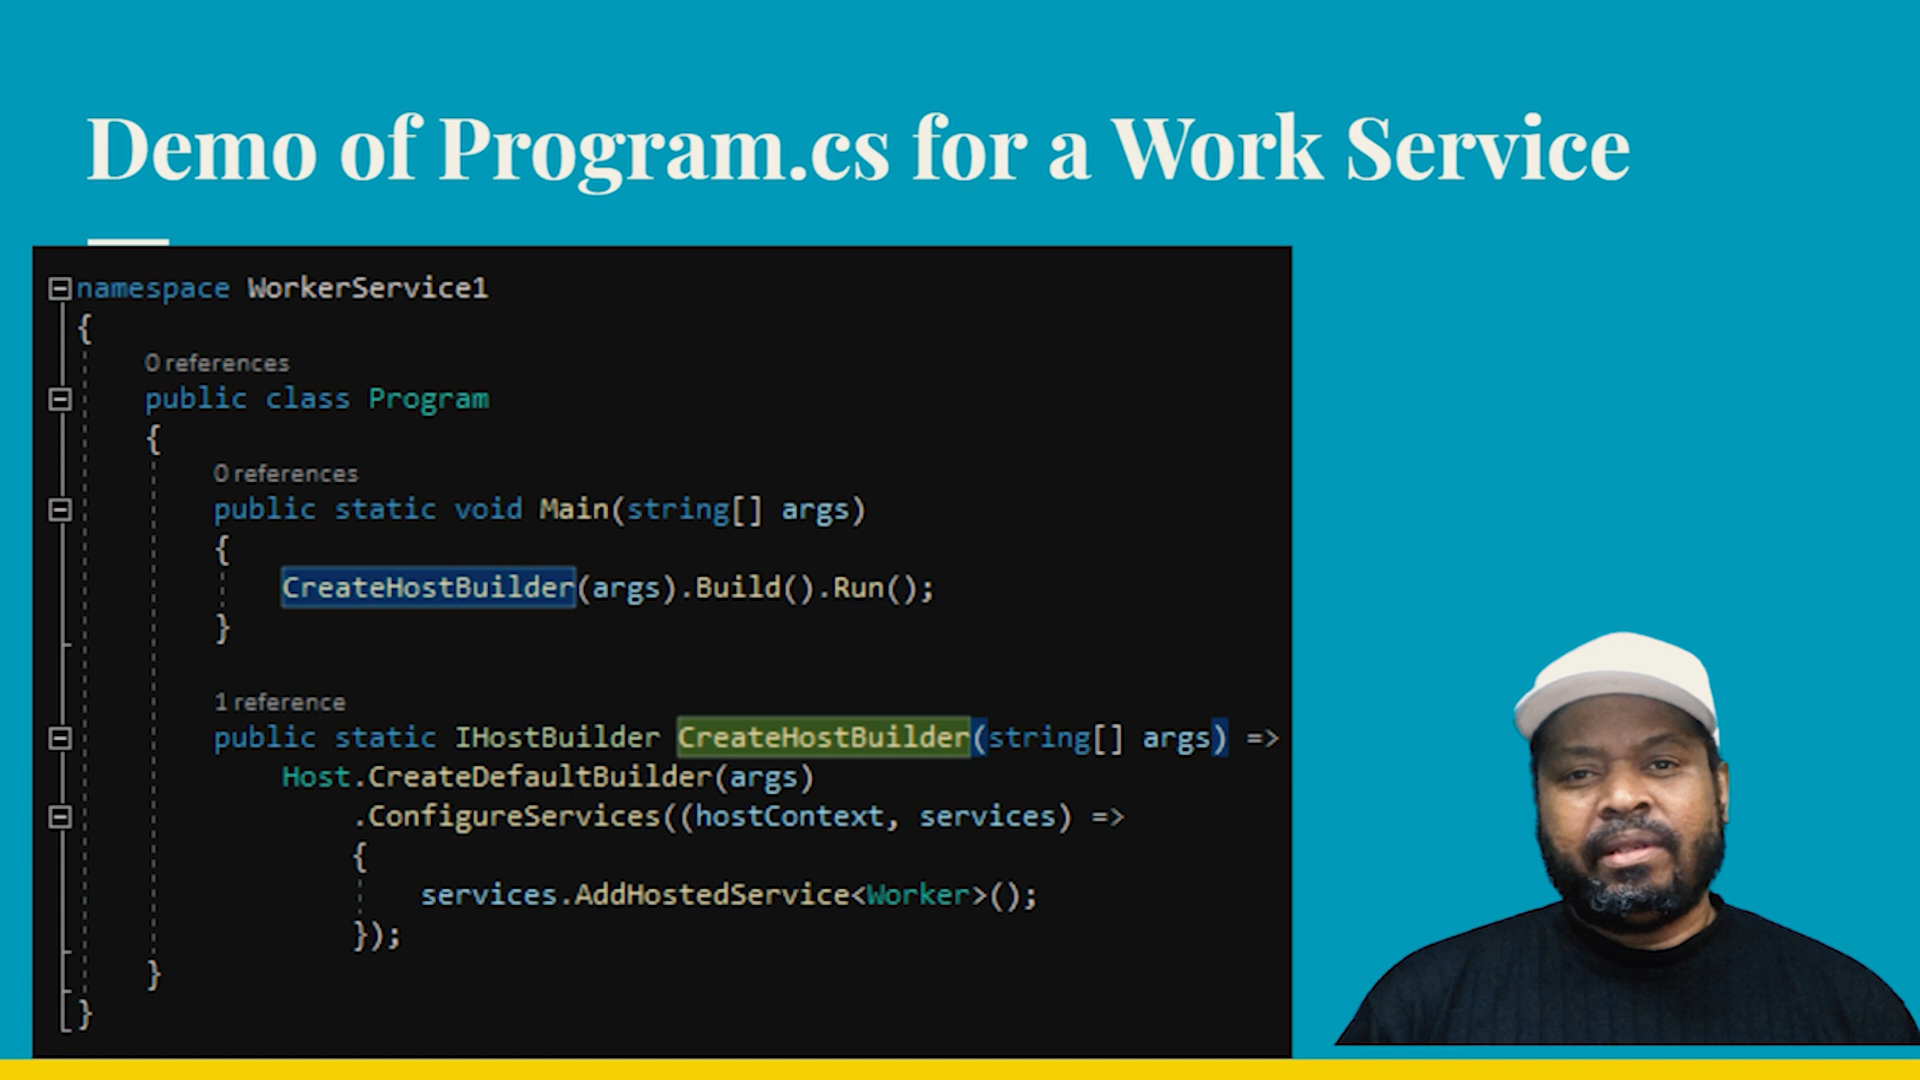 Demo of Program.cs for a Work Service
namespace WorkerService1
{
0 references
public class Program
{
0 references
public static void Main(string[] args)
{
CreateHostBuilder(args).Build().Run();
}
1 reference
public static IHostBuilder CreateHostBuilder(string[] args) =>
Host.CreateDefaultBuilder(args)
.ConfigureServices((hostContext, services) =>
{
services.AddHostedService<Worker>();
});
}
}